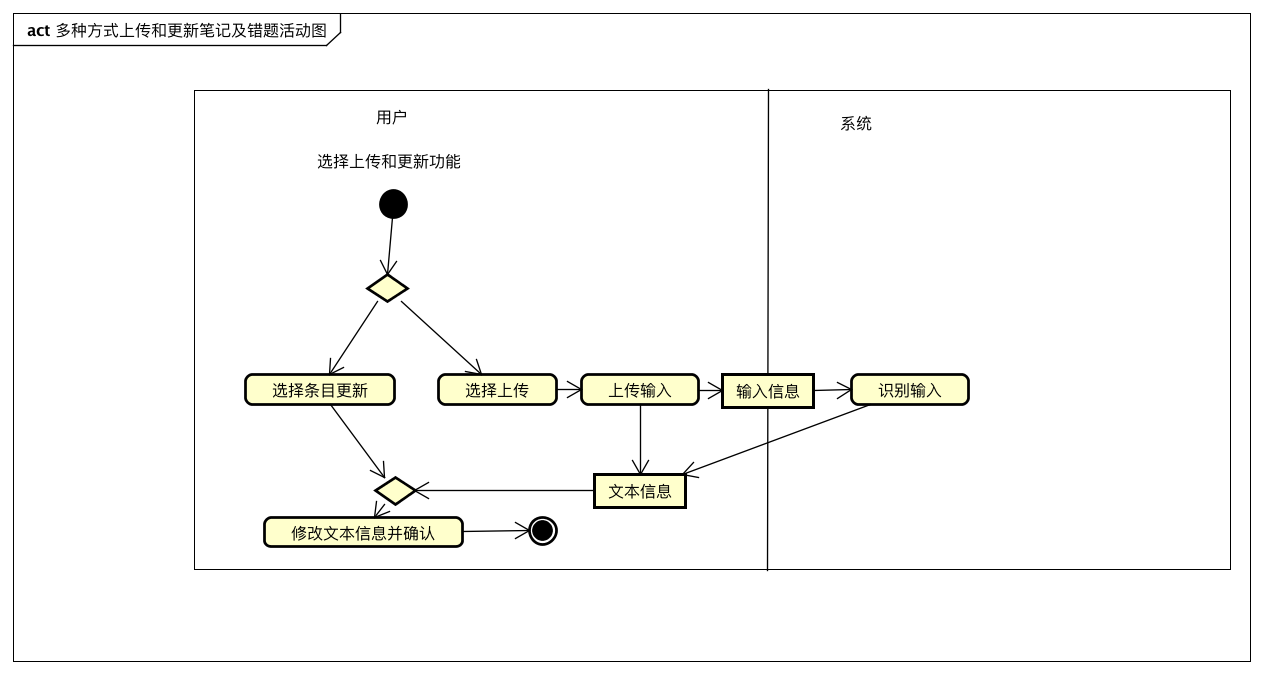 act 多种方式上传和更新笔记及错题活动图
用户
系统
选择上传和更新功能
选择条目更新
选择上传
上传输入
输入信息
识别输入
文本信息
修改文本信息并确认